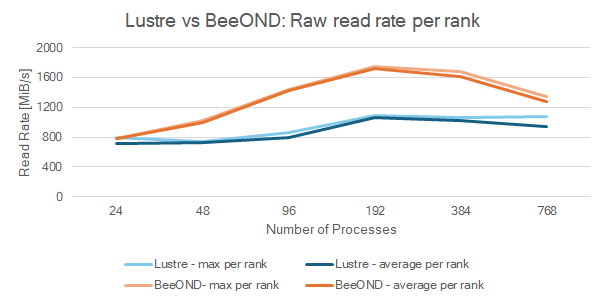 Lustre vs BeeOND: Raw read rate per rank
2000
1600
1200
800
400
0
Read Rate [MiB/s]
24 48 96 192 384 768
Number of Processes
Lustre - max per rank Lustre - average per rank
BeeOND- max per rank BeeOND - average per rank